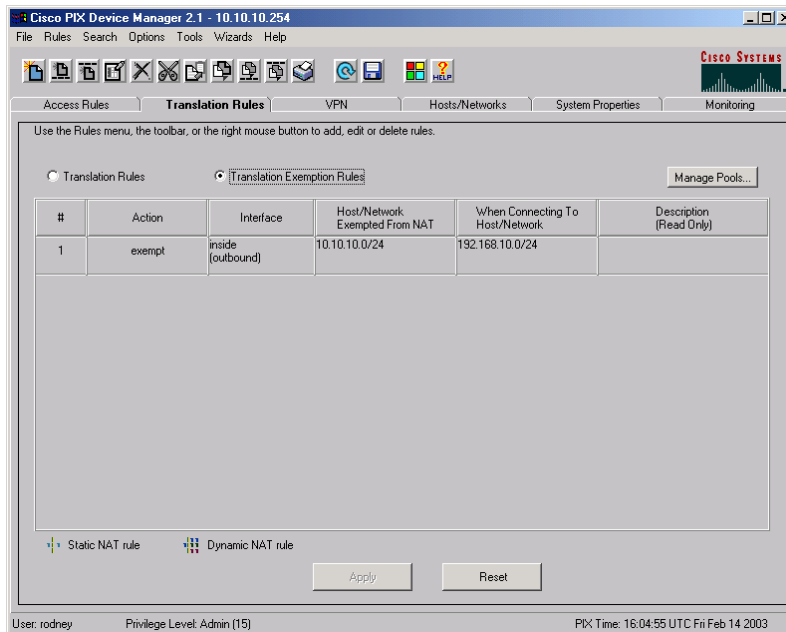 Cisco PIX Device Manager 2.1 - 10.10.10.254
File Rules Search Options Tools Wizards Help
HELP
CISCO SYSTEMS
Access Rules Translation Rules VPN Hosts/Networks System Properties Monitoring
Use the Rules menu, the toolbar, or the right mouse button to add, edit or delete rules.
Translation Rules Translation Exemption Rules Manage Pools...
# Action Interface Host/Network Exempted From NAT When Connecting To Host/Network Description (Read Only)
1 exempt inside (outbound) 10.10.10.0/24 192.168.10.0/24
Static NAT rule Dynamic NAT rule
Apply Reset
User: rodney Privilege Level: Admin (15) PIX Time: 16:04:55 UTC Fri Feb 14 2003